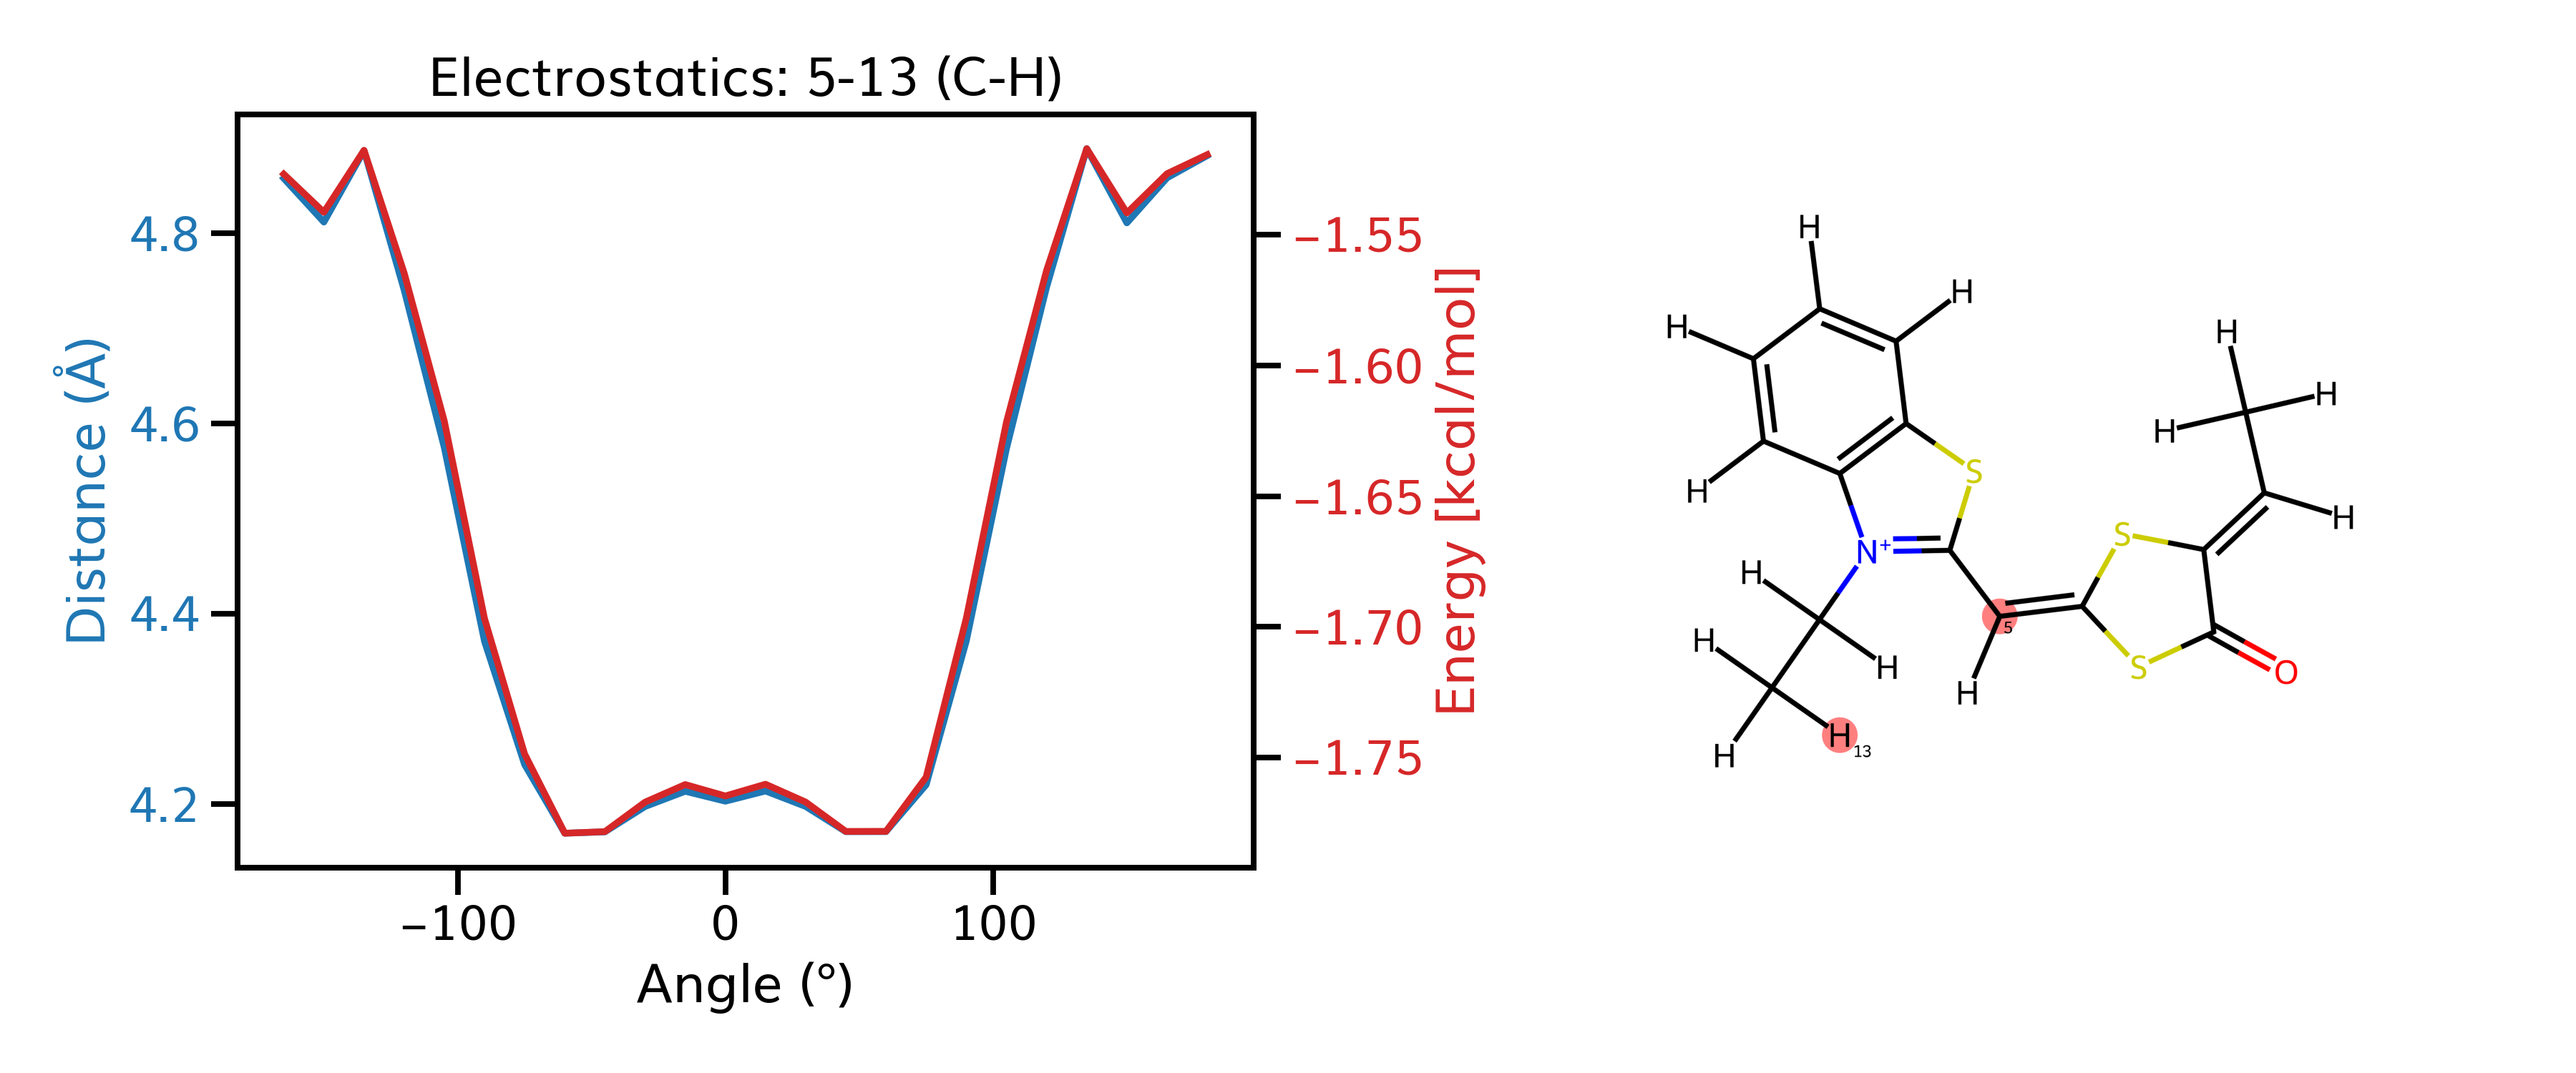 Electrostatics: 5-13 (C-H)
Distance (Å)
4.8
4.6
4.4
4.2
−1.55
−1.60
−1.65
−1.70
−1.75
Energy [kcal/mol]
−100
0
100
Angle (°)
H
H
H
H
H
H
S
H
H
S
H
N⁺
H
H
5
H
S
O
H
H
13
H